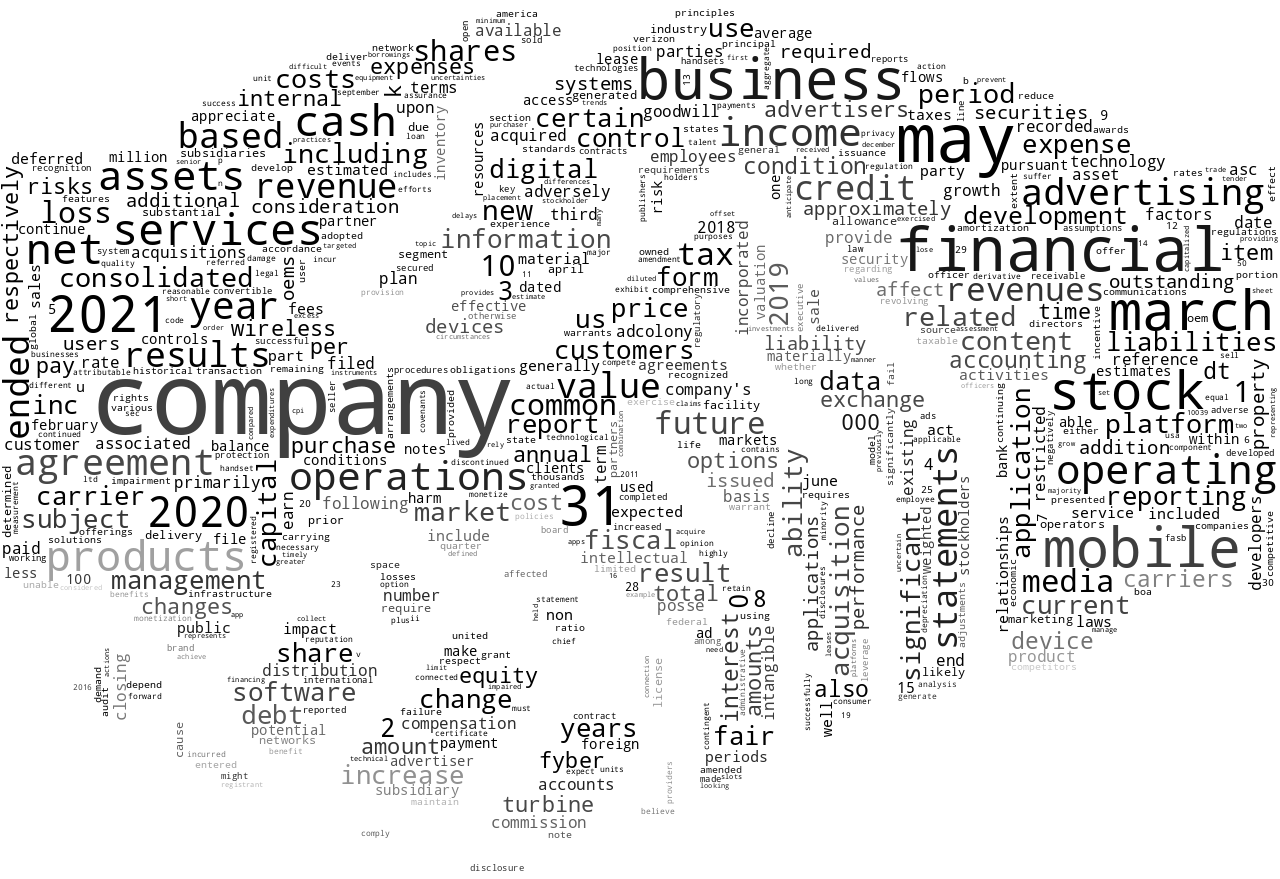 america
minimum
open
available
sold
network
shares
deliver
borrowings
difficult
events
expenses
costs
equipment
uncertainties
unit
september
k
assurance
terms
internal
success
upon
appreciate
cash
due
loan
inventory
based
practices
subsidiaries
including
million
senior
p
develop
estimated
includes
deferred
recognition
assets
n
revenue
efforts
risks
features
additional
consideration
respectively
loss
substantial
partner
continue
services
adopted
targeted
net
system
quality
acquisitions
accordance
referred
damage
incur
consolidated
legal
user
oems
global sales
reasonable
convertible
short
2021
year
excess
fees
5
code
order
wireless
users
controls
successful
businesses
results
per
pay
rate
part
filed
attributable
historical
transaction
remaining
instruments
ended
company
different
u
rights
various
sec
inc
february
continued
compared
expenditures
cpi
seller
arrangements
covenants
provided
procedures
obligations
principles
industry
use
average
verizon
position
parties
principal
required
reports
lease
handsets
first
aggregate
technologies
business
13
action
flows
b
prevent
systems
generated
access
trends
period
reduce
goodwill
payments
advertisers
taxes
line
securities
9
section
purchaser
certain
acquired
control
states
talent
income
privacy
december
may
recorded
awards
standards
contracts
general
received
issuance
expense
resources
digital
employees
requirements
holders
condition
regulation
party
pursuant
technology
key
placement
differences
stockholder
adversely
publishers
risk
one
anticipate
credit
growth
extent
suffer
asset
rates
trade
tender
asc
effect
delays
new
experience
third
many
offset
2018
purposes
approximately
allowance
exercised
advertising
development
factors
topic
information
major
owned
amendment
incorporated
valuation
2019
provide
law
security
regarding
values
amortization
assumptions
12
date
regulations
providing
segment
material
tax
close
29
financial
offer
14
capitalized
item
50
secured
plan
provision
10
11
april
diluted
form
exhibit
comprehensive
executive
sale
officer
derivative
receivable
portion
provides
3
dated
estimate
affect
revolving
revenues
outstanding
communications
sheet
effective
otherwise
us
price
regulatory
investments
delivered
related
time
march
oem
devices
circumstances
warrants
adcolony
liability
materially
manner
source
assessment
taxable
directors
incentive
customers
whether
content
liabilities
generally
compete
agreements
recognized
accounting
reference
sell
actual
value
company's
long
data
fail
activities
officers
estimates
dt
common
exercise
claims
facility
exchange
stock
set
equal
1
property
representing
report
combination
future
000
ads
applicable
able
10039
adverse
two
either
platform
customer
associated
balance
protection
purchase
notes
lived
rely
state
technological
life
markets
model
previously
significantly
act
bank
continuing
grow
usa
within
6
agreement
handset
conditions
discontinued
annual
partners
options
existing
addition
component
developed
ltd
impairment
primarily
capital
operations
clients
thousands
granted
term
2011
ability
4
application
restricted
negatively
operating
determined
measurement
carrier
20
following
harm
monetize
cost
31
used
completed
issued
basis
warrant
june
requires
25
employee
majority
presented
reporting
subject
2020
registered
earn
market
policies
expected
decline
minority
weighted
stockholders
statements
7
service
included
offerings
solutions
delivery
file
prior
include
board
increased
acquire
operators
companies
paid
working
products
carrying
necessary
timely
greater
quarter
defined
apps
fiscal
opinion
highly
applications
disclosures
acquisition
performance
significant
uncertain
depreciation
adjustments
mobile
fasb
developers
competitive
less
unable
considered
100
management
infrastructure
benefits
space
losses
option
affected
intellectual
limited
16
result
relationships
economic
media
carriers
boa
30
23
number
28
example
total
retain
0
8
changes
app
monetization
require
plus
ii
held
statement
non
posse
federal
using
current
marketing
laws
manage
public
represents
collect
impact
reputation
ratio
chief
ad
among
need
interest
amounts
intangible
administrative
leases
platforms
leverage
device
product
competitors
brand
achieve
share
v
united
make
grant
respect
end
likely
closing
actions
demand
audit
2016
depend
forward
distribution
financing
international
limit
connected
equity
impaired
connection
license
also
consumer
15
analysis
generate
software
change
must
successfully
well
19
debt
reported
failure
2
compensation
certificate
contract
years
foreign
contingent
fair
potential
networks
benefit
cause
amount
payment
technical
advertiser
fyber
expect
units
periods
incurred
entered
might
registrant
increase
accounts
providers
amended
made
slots
looking
subsidiary
maintain
turbine
believe
commission
comply
note
disclosure